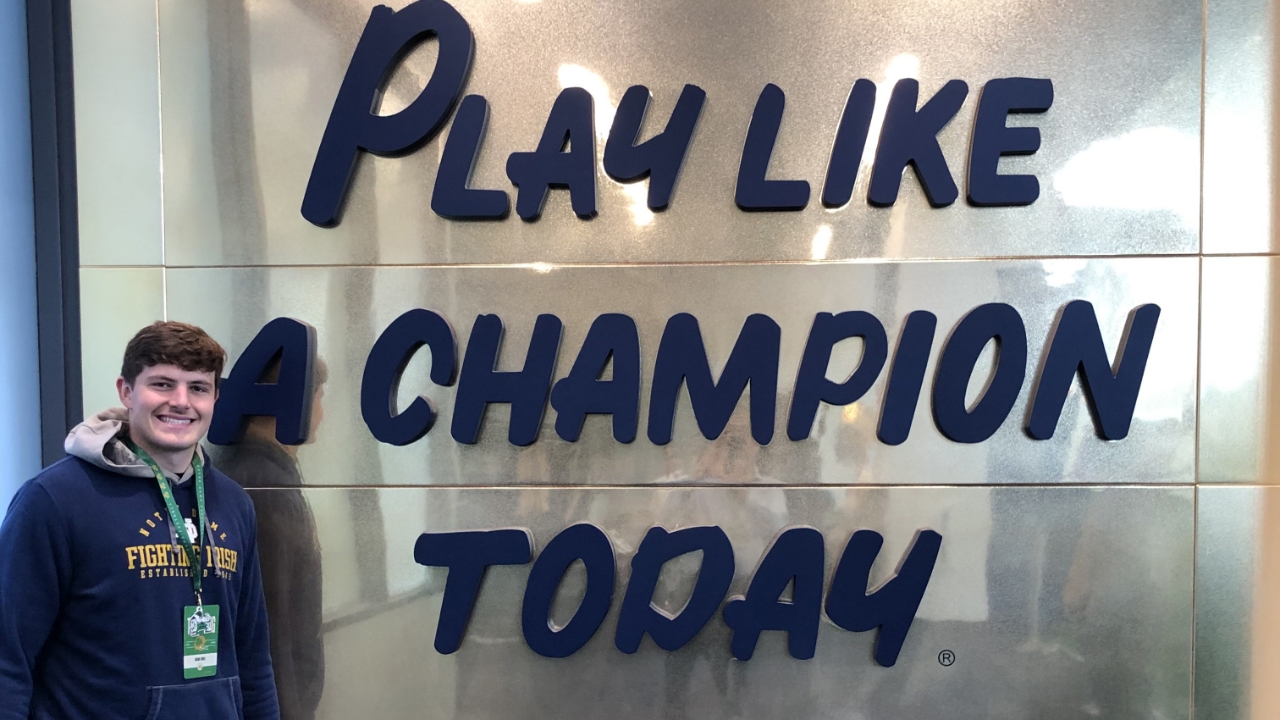 PLAY LIKE
A CHAMPION
TODAY
®
FIGHTING IRISH